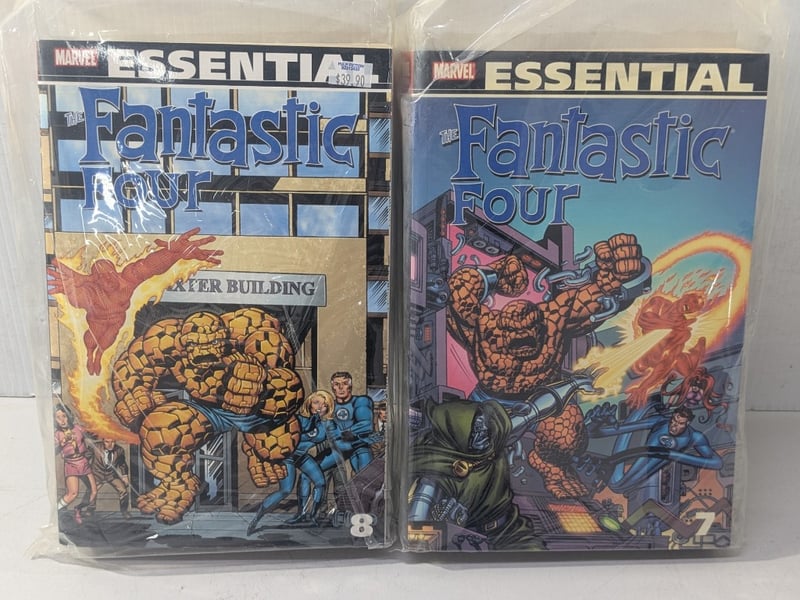 MARVEL ESSENTIAL
$39.90
THE
Fantastic
Four
XTER BUILDING
8
MARVEL ESSENTIAL
THE
Fantastic
Four
7